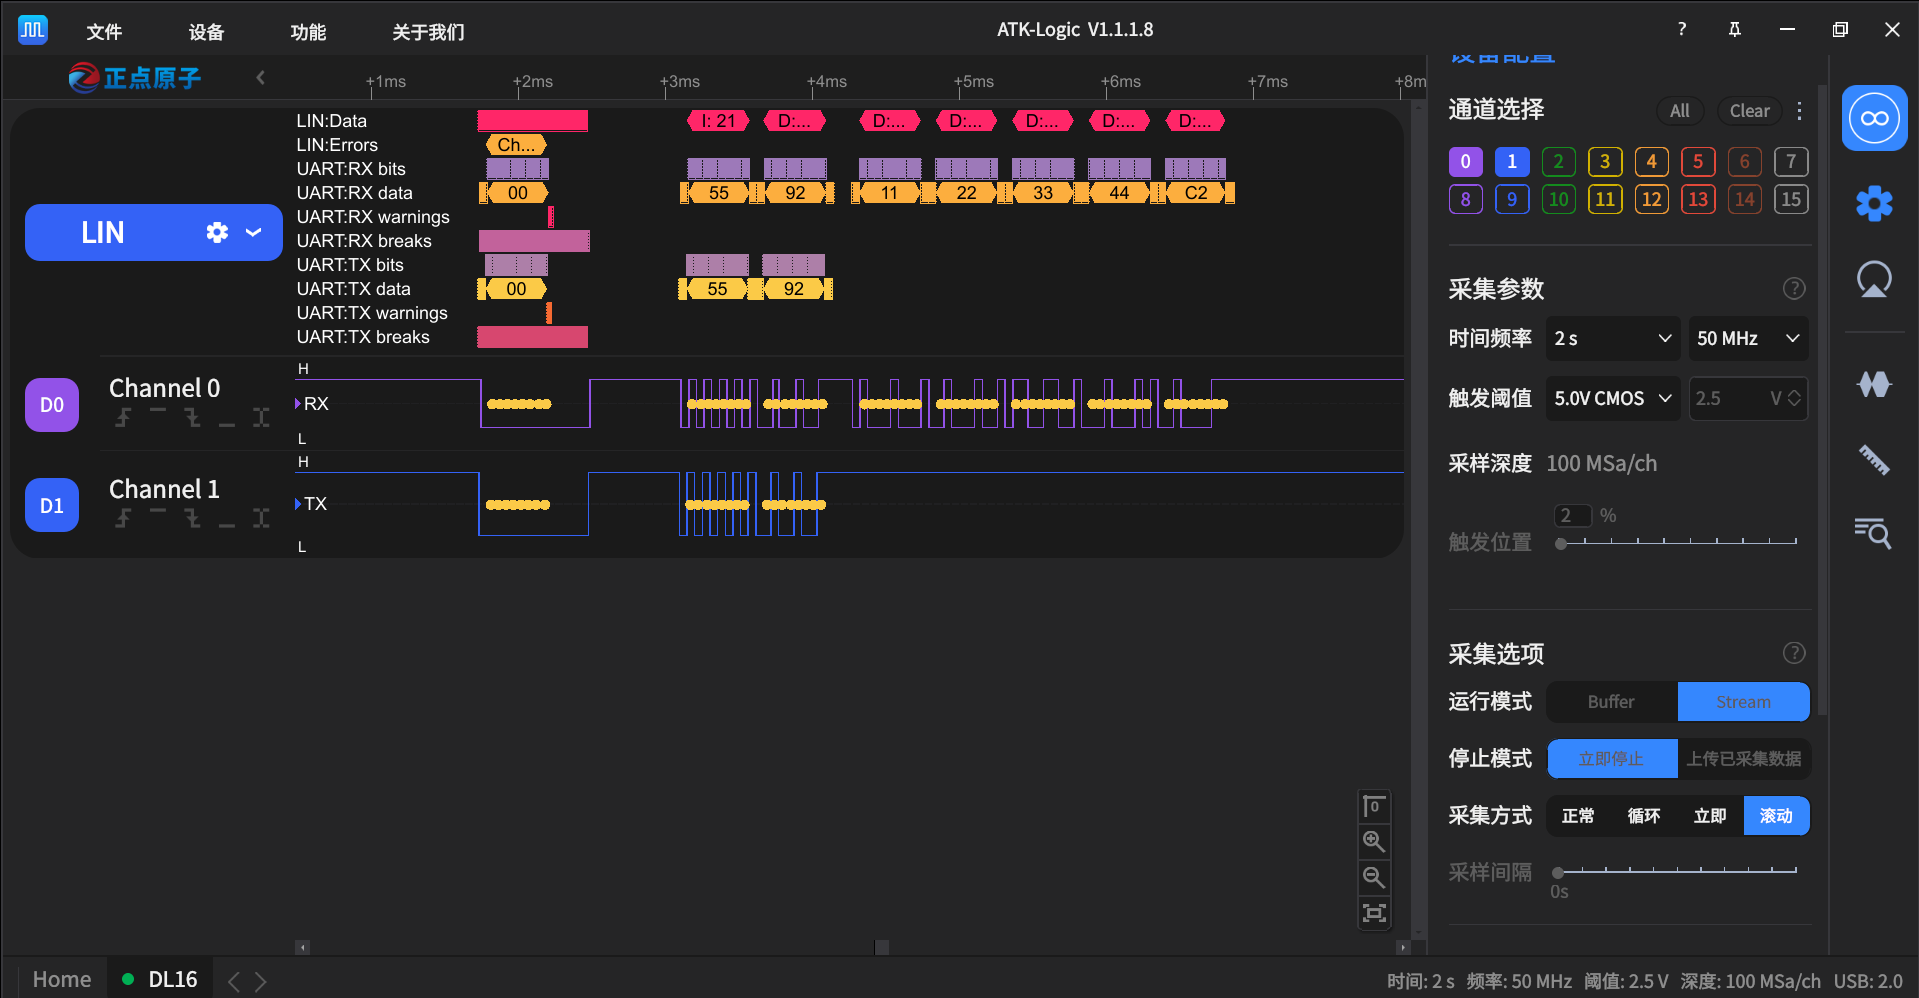 文件 设备 功能 关于我们 ATK-Logic V1.1.1.8 ?
正点原子 +1ms +2ms +3ms +4ms +5ms +6ms +7ms +8m
设备配置
通道选择 All Clear
0 1 2 3 4 5 6 7
8 9 10 11 12 13 14 15
LIN:Data I: 21 D:... D:... D:... D:... D:... D:...
LIN:Errors Ch...
UART:RX bits
UART:RX data 00 55 92 11 22 33 44 C2
UART:RX warnings
LIN
UART:RX breaks
UART:TX bits
UART:TX data 00 55 92
UART:TX warnings
UART:TX breaks
H
D0 Channel 0 RX
L
H
D1 Channel 1 TX
L
采集参数 ?
时间频率 2 s 50 MHz
触发阈值 5.0V CMOS 2.5 V
采样深度 100 MSa/ch
2 %
触发位置
采集选项 ?
运行模式 Buffer Stream
停止模式 立即停止 上传已采集数据
采集方式 正常 循环 立即 滚动
采样间隔
0s
0
Home DL16 时间: 2 s 频率: 50 MHz 阈值: 2.5 V 深度: 100 MSa/ch USB: 2.0